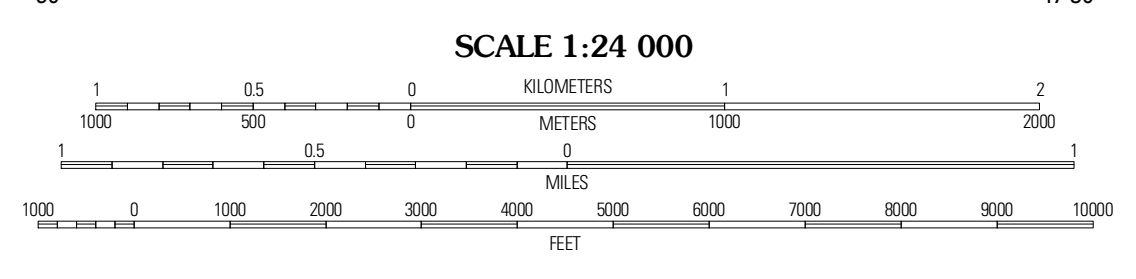 SCALE 1:24 000
1 0.5 0 KILOMETERS 1 2
1000 500 0 METERS 1000 2000
1 0.5 0 1
MILES
1000 0 1000 2000 3000 4000 5000 6000 7000 8000 9000 10000
FEET